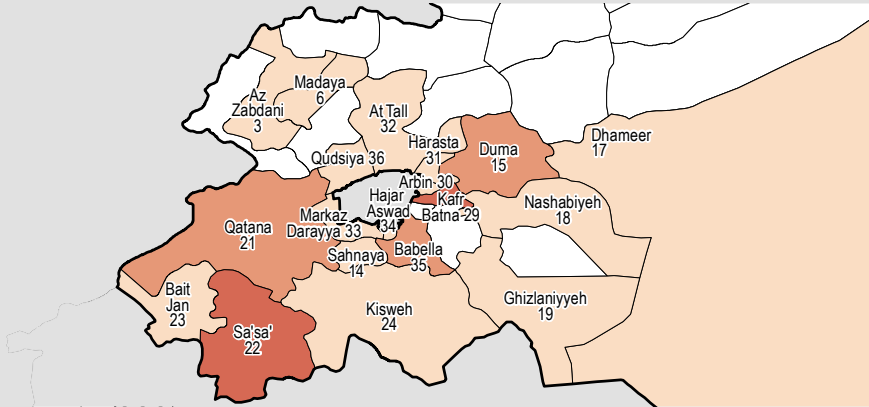 Madaya
6
Az
Zabdani
3
At Tall
32
Harasta
31
Duma
15
Dhameer
17
Qudsiya 36
Arbin 30
Kafr
Batna 29
Hajar
Aswad
34
Nashabiyeh
18
Markaz
Darayya 33
Qatana
21
Babella
35
Sahnaya
14
Bait
Jan
23
Ghizlaniyyeh
19
Kisweh
24
Sa'sa'
22